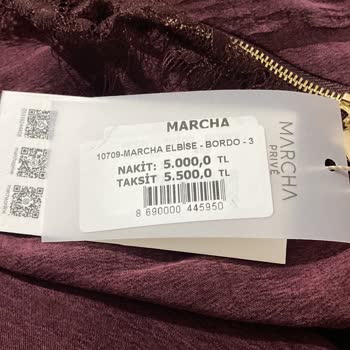 MARCHA
10709-MARCHA ELBİSE - BORDO - 3
NAKİT: 5.000,0 TL
TAKSİT 5.500,0 TL
8 690000 445950
MARCHA
PRIVÉ